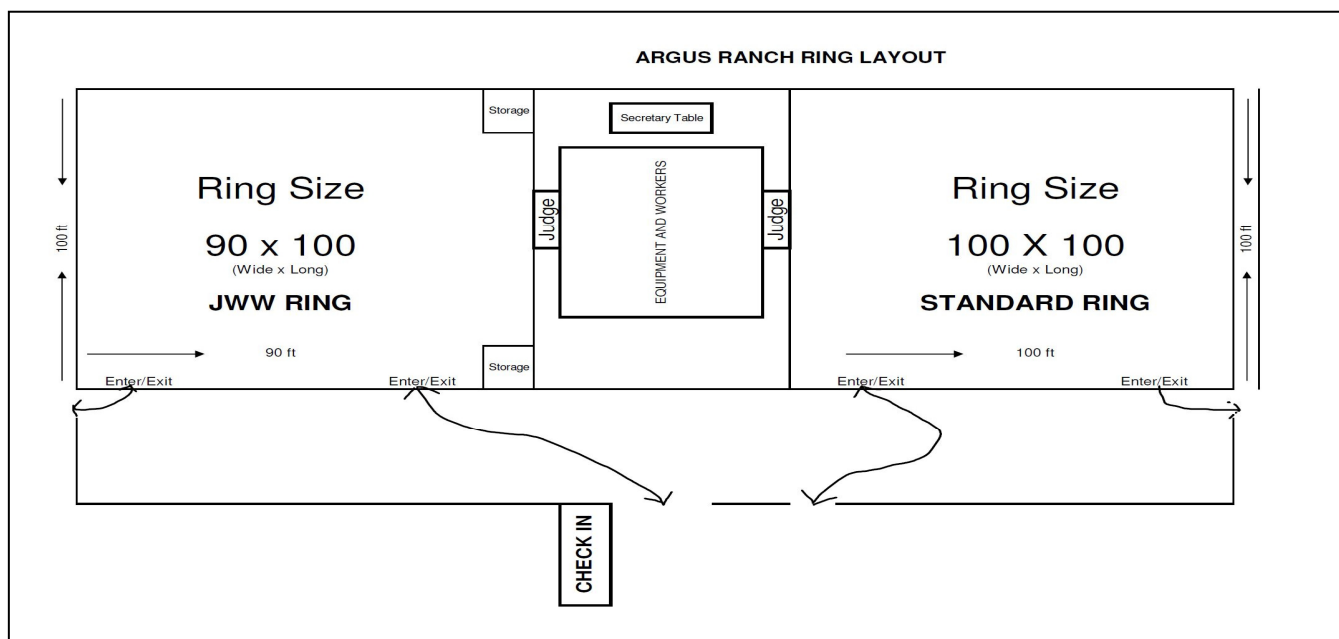 ARGUS RANCH RING LAYOUT
Storage
Secretary Table
Ring Size
90 x 100
(Wide x Long)
JWW RING
100 ft
90 ft
Enter/Exit
Enter/Exit
Storage
Judge
EQUIPMENT AND WORKERS
Judge
Ring Size
100 X 100
(Wide x Long)
STANDARD RING
100 ft
100 ft
Enter/Exit
Enter/Exit
CHECK IN